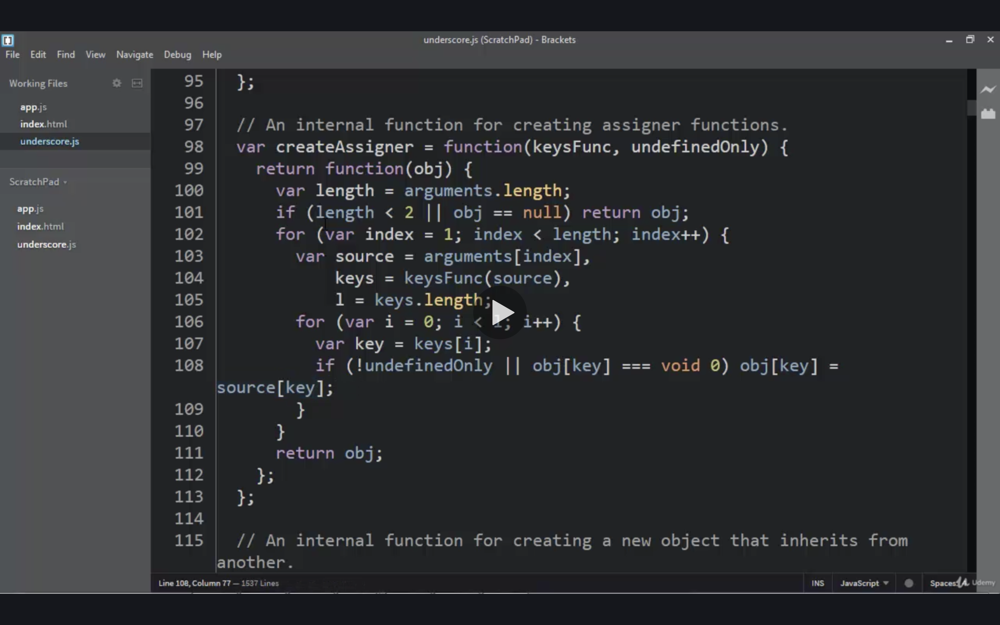 underscore.js (ScratchPad) - Brackets
File Edit Find View Navigate Debug Help
Working Files
app.js
index.html
underscore.js
ScratchPad
app.js
index.html
underscore.js
95 };
96
97 // An internal function for creating assigner functions.
98 var createAssigner = function(keysFunc, undefinedOnly) {
99 return function(obj) {
100 var length = arguments.length;
101 if (length < 2 || obj == null) return obj;
102 for (var index = 1; index < length; index++) {
103 var source = arguments[index],
104 keys = keysFunc(source),
105 l = keys.length;
106 for (var i = 0; i < l; i++) {
107 var key = keys[i];
108 if (!undefinedOnly || obj[key] === void 0) obj[key] =
source[key];
109 }
110 }
111 return obj;
112 };
113 };
114
115 // An internal function for creating a new object that inherits from
another.
Line 108, Column 77 — 1537 Lines
INS JavaScript Spaces: 4 Udemy